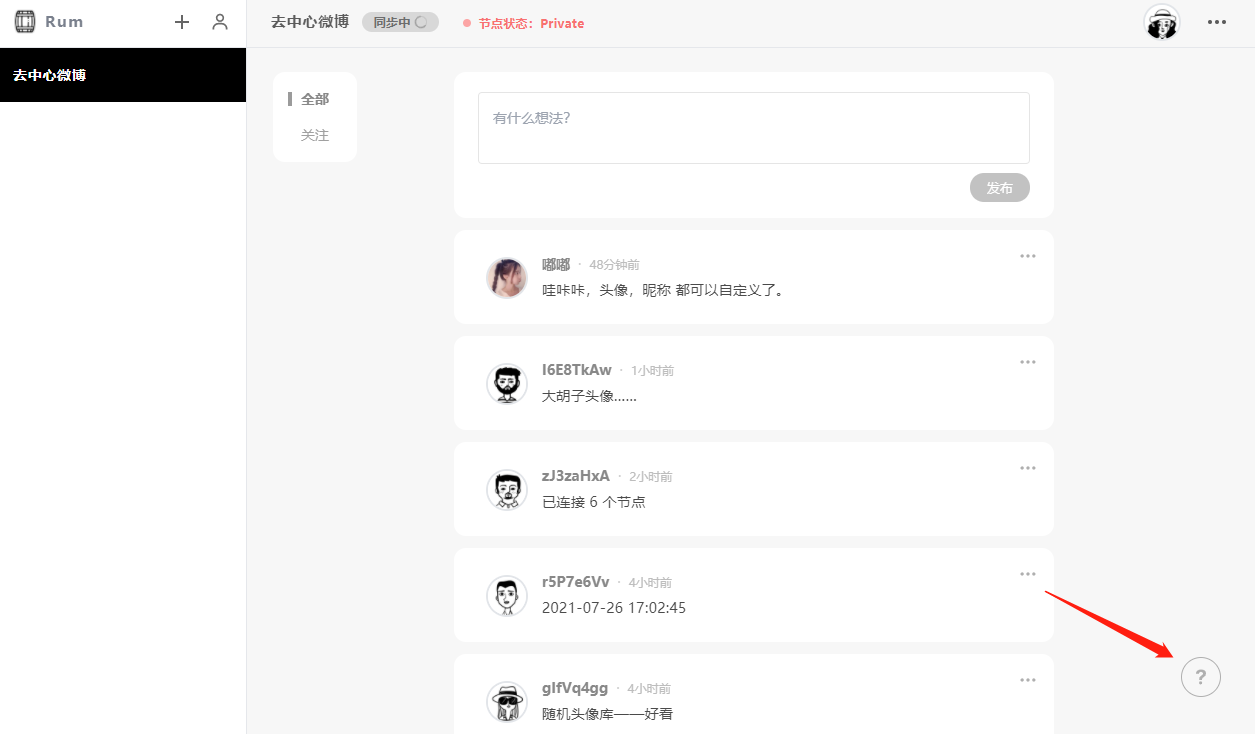 Rum
去中心微博 同步中 节点状态：Private
去中心微博
全部
关注
有什么想法?
发布
嘟嘟 · 48分钟前
哇咔咔，头像，昵称 都可以自定义了。
I6E8TkAw · 1小时前
大胡子头像......
zJ3zaHxA · 2小时前
已连接 6 个节点
r5P7e6Vv · 4小时前
2021-07-26 17:02:45
gIfVq4gg · 4小时前
随机头像库——好看
?